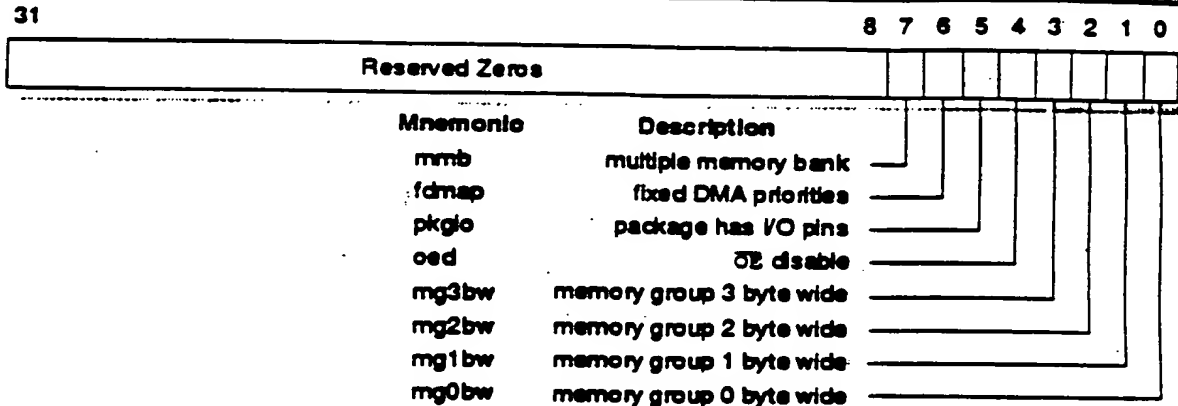 31 8 7 6 5 4 3 2 1 0
Reserved Zeros
Mnemonic Description
mmb multiple memory bank
fdmap fixed DMA priorities
pkgio package has I/O pins
oed O̅E̅ disable
mg3bw memory group 3 byte wide
mg2bw memory group 2 byte wide
mg1bw memory group 1 byte wide
mg0bw memory group 0 byte wide